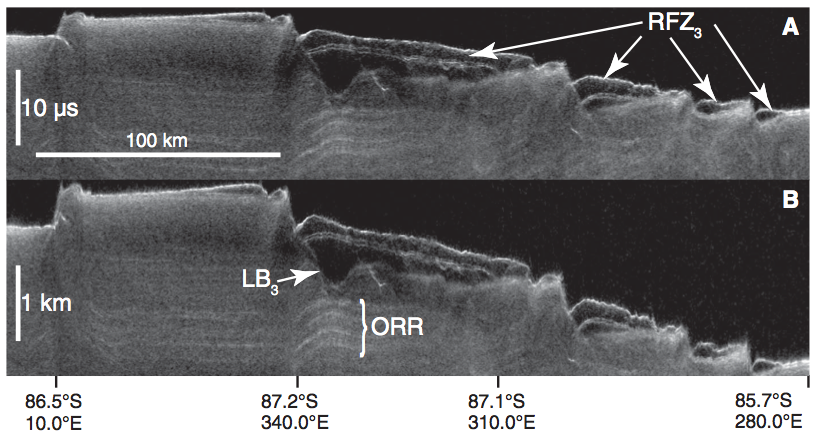 RFZ3
A
10 µs
100 km
B
LB3
1 km
ORR
86.5°S
10.0°E
87.2°S
340.0°E
87.1°S
310.0°E
85.7°S
280.0°E